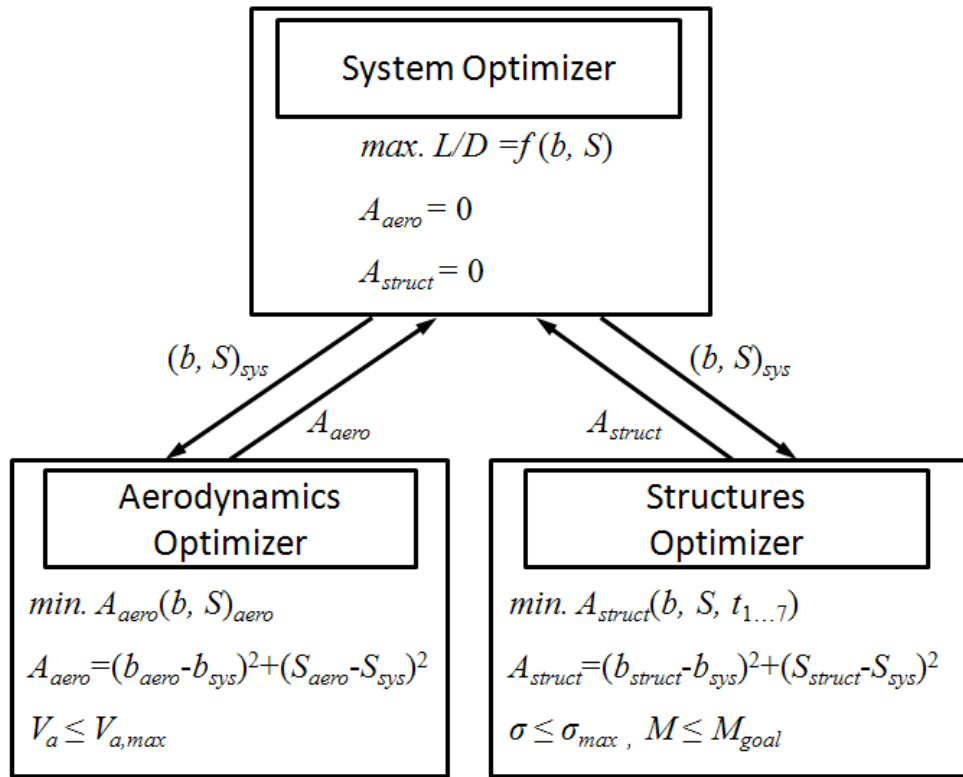 System Optimizer
max. L/D =f (b, S)
A_aero = 0
A_struct = 0
(b, S)_sys
A_aero
A_struct
(b, S)_sys
Aerodynamics
Optimizer
min. A_aero(b, S)_aero
A_aero=(b_aero-b_sys)²+(S_aero-S_sys)²
V_a ≤ V_a,max
Structures
Optimizer
min. A_struct(b, S, t_1…7)
A_struct=(b_struct-b_sys)²+(S_struct-S_sys)²
σ ≤ σ_max , M ≤ M_goal